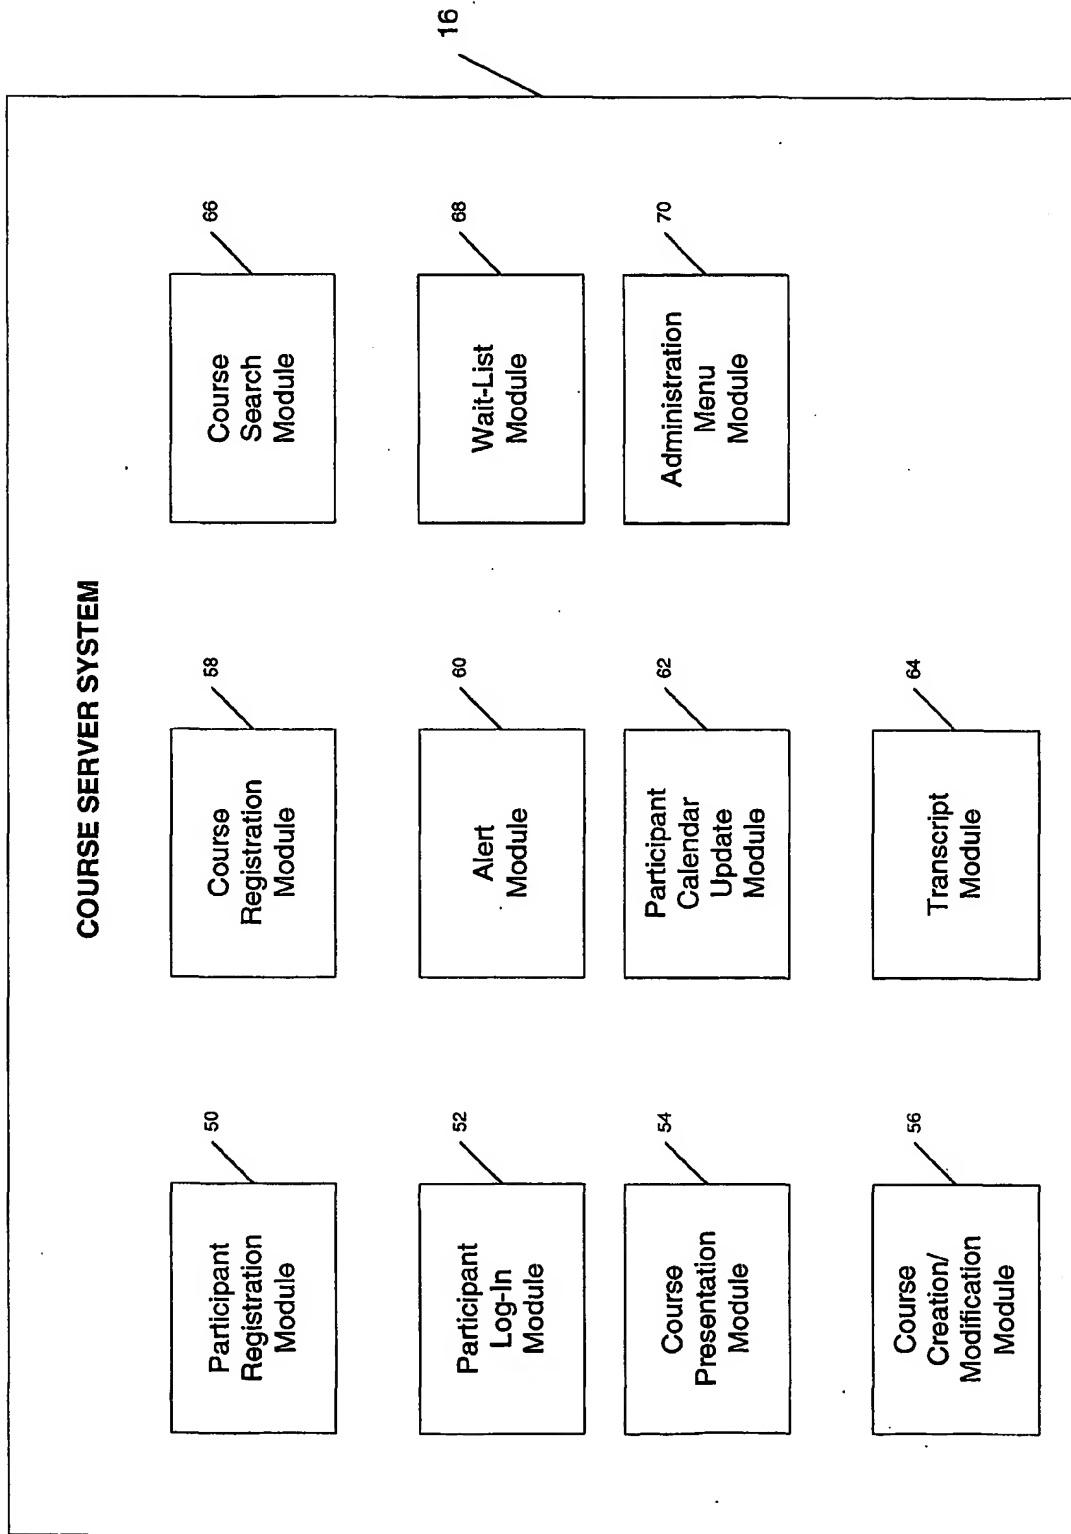 COURSE SERVER SYSTEM
16
50
Participant
Registration
Module
52
Participant
Log-In
Module
54
Course
Presentation
Module
56
Course
Creation/
Modification
Module
58
Course
Registration
Module
60
Alert
Module
62
Participant
Calendar
Update
Module
64
Transcript
Module
66
Course
Search
Module
68
Wait-List
Module
70
Administration
Menu
Module